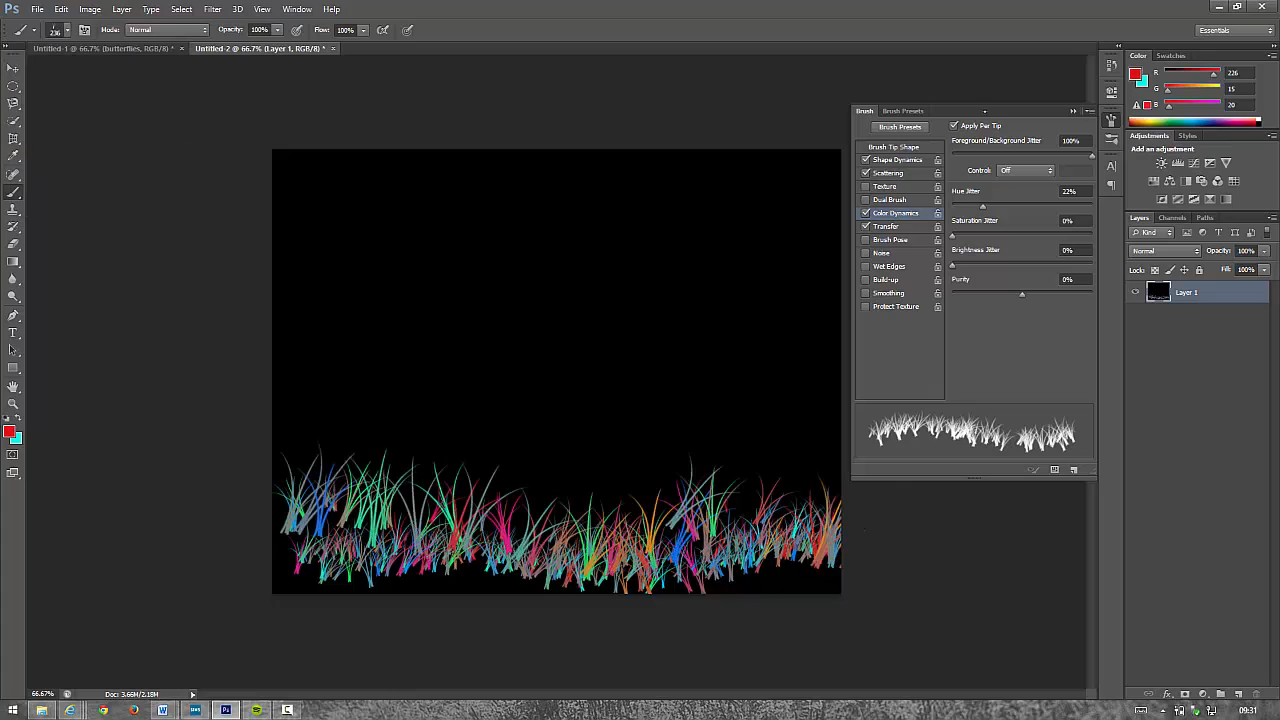 Ps File Edit Image Layer Type Select Filter 3D View Window Help
236 Mode: Normal Opacity: 100% Flow: 100% Essentials
Untitled-1 @ 66.7% (butterflies, RGB/8) * × Untitled-2 @ 66.7% (Layer 1, RGB/8) * ×
Color Swatches
R 226
G 15
B 20
Brush Brush Presets
Brush Presets Apply Per Tip
Foreground/Background Jitter 100%
Brush Tip Shape
Shape Dynamics
Control: Off
Scattering
Texture
Hue Jitter 22%
Dual Brush
Color Dynamics
Saturation Jitter 0%
Transfer
Brush Pose
Brightness Jitter 0%
Noise
Wet Edges
Build-up
Purity 0%
Smoothing
Protect Texture
Adjustments Styles
Add an adjustment
Layers Channels Paths
Kind
Normal Opacity: 100%
Lock: Fill: 100%
Layer 1
66.67% Doc: 3.66M/2.18M
09:31